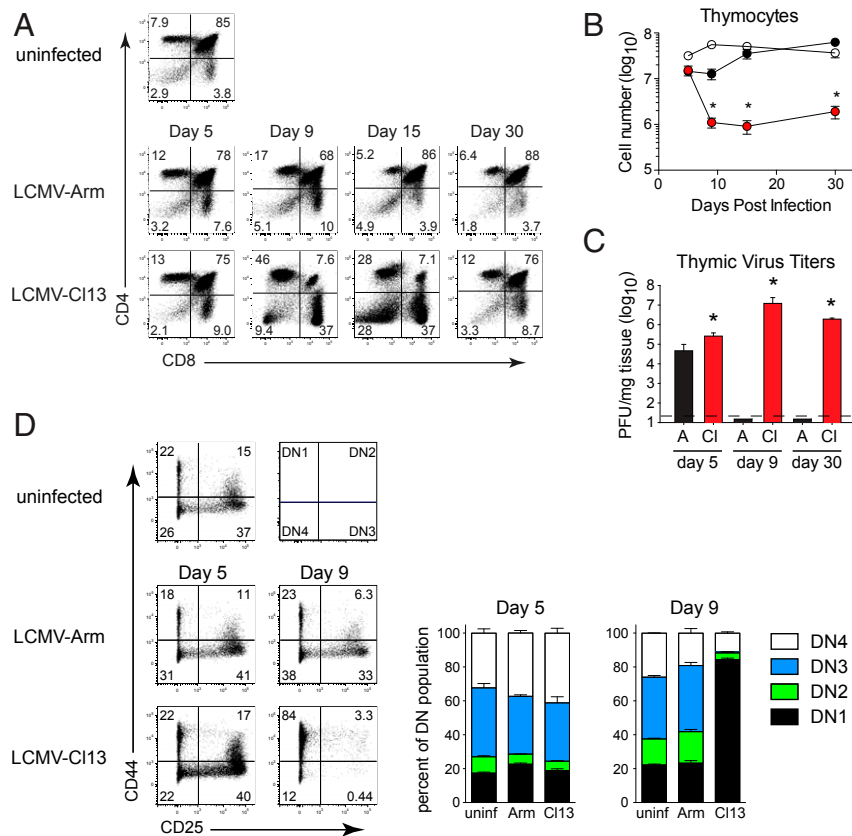 A
uninfected
7.9 85
2.9 3.8
Day 5 Day 9 Day 15 Day 30
LCMV-Arm
12 78
3.2 7.6
17 68
5.1 10
5.2 86
4.9 3.9
6.4 88
1.8 3.7
LCMV-Cl13
13 75
2.1 9.0
46 7.6
9.4 37
28 7.1
28 37
12 76
3.3 8.7
CD4
CD8
B
Thymocytes
Cell number (log10)
8
7
6
5
* * *
0 10 20 30
Days Post Infection
C
Thymic Virus Titers
PFU/mg tissue (log10)
8
7
6
5
4
2
1
* * *
A Cl A Cl A Cl
day 5 day 9 day 30
D
uninfected
22 15
26 37
DN1 DN2
DN4 DN3
Day 5 Day 9
LCMV-Arm
18 11
31 41
23 6.3
38 33
LCMV-Cl13
22 17
22 40
84 3.3
12 0.44
CD44
CD25
Day 5
percent of DN population
100
80
60
40
20
0
uninf Arm Cl13
Day 9
100
80
60
40
20
0
uninf Arm Cl13
DN4
DN3
DN2
DN1